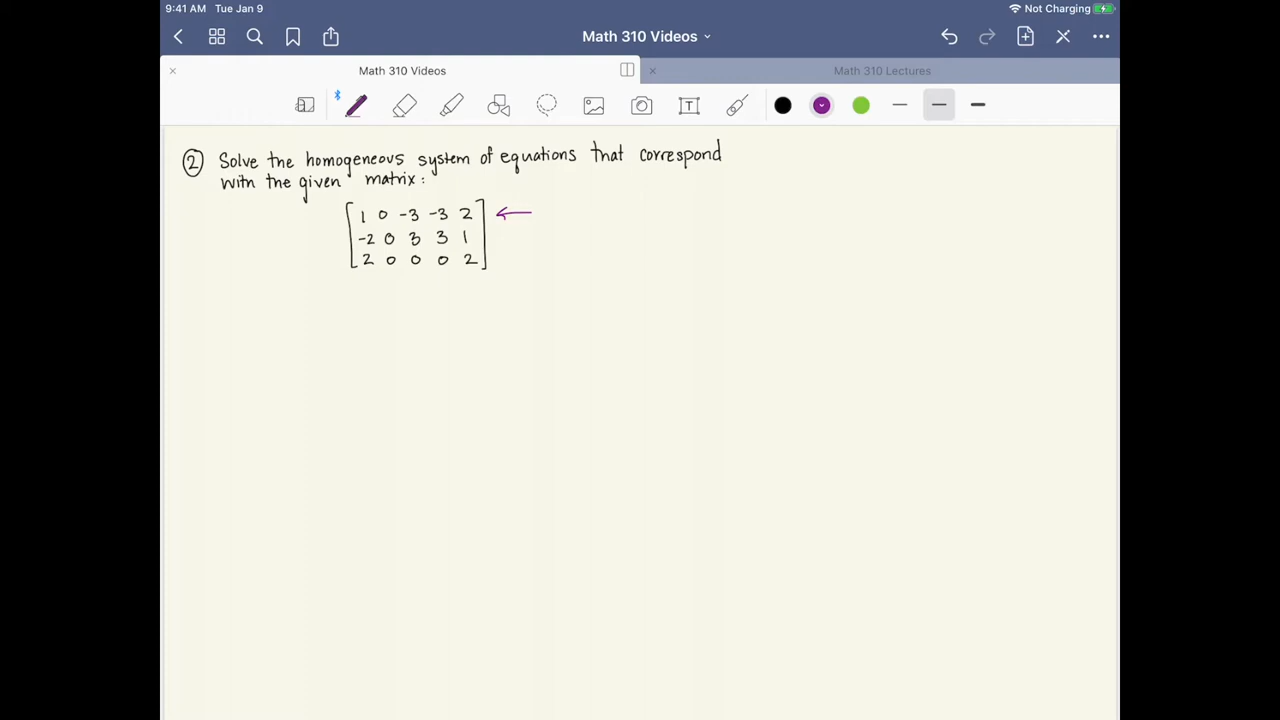 9:41 AM Tue Jan 9
Not Charging
Math 310 Videos
Math 310 Videos
Math 310 Lectures
T
② Solve the homogeneous system of equations that correspond
with the given matrix:
1 0 -3 -3 2
-2 0 3 3 1
2 0 0 0 2